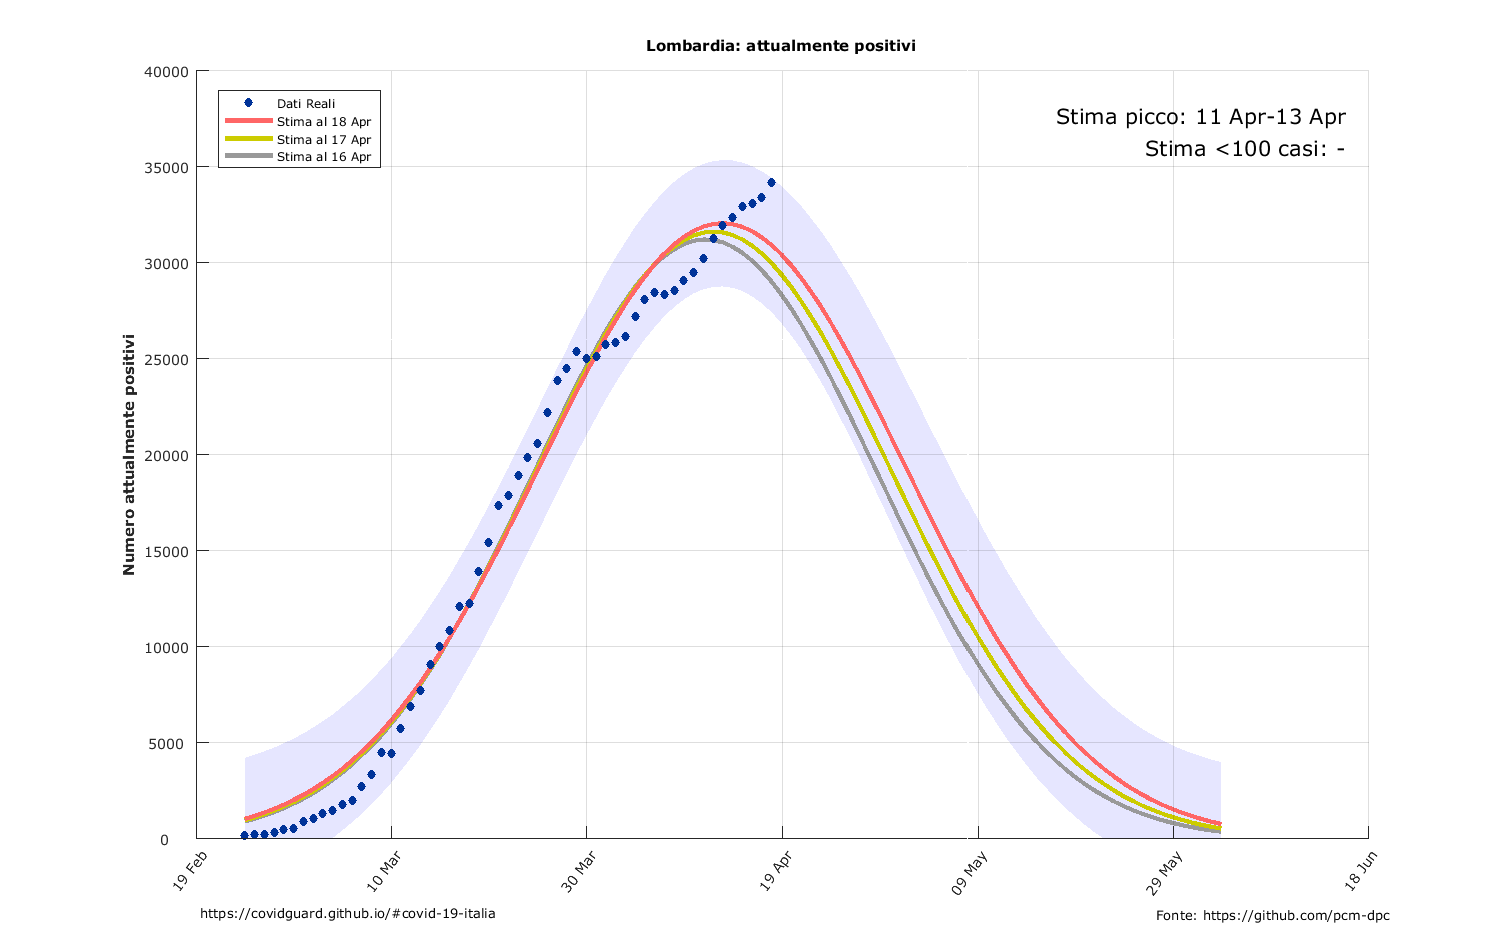 Lombardia: attualmente positivi
40000
35000
30000
25000
20000
15000
10000
5000
0
Numero attualmente positivi
Dati Reali
Stima al 18 Apr
Stima al 17 Apr
Stima al 16 Apr
Stima picco: 11 Apr-13 Apr
Stima <100 casi: -
19 Feb
10 Mar
30 Mar
19 Apr
09 May
29 May
18 Jun
https://covidguard.github.io/#covid-19-italia
Fonte: https://github.com/pcm-dpc